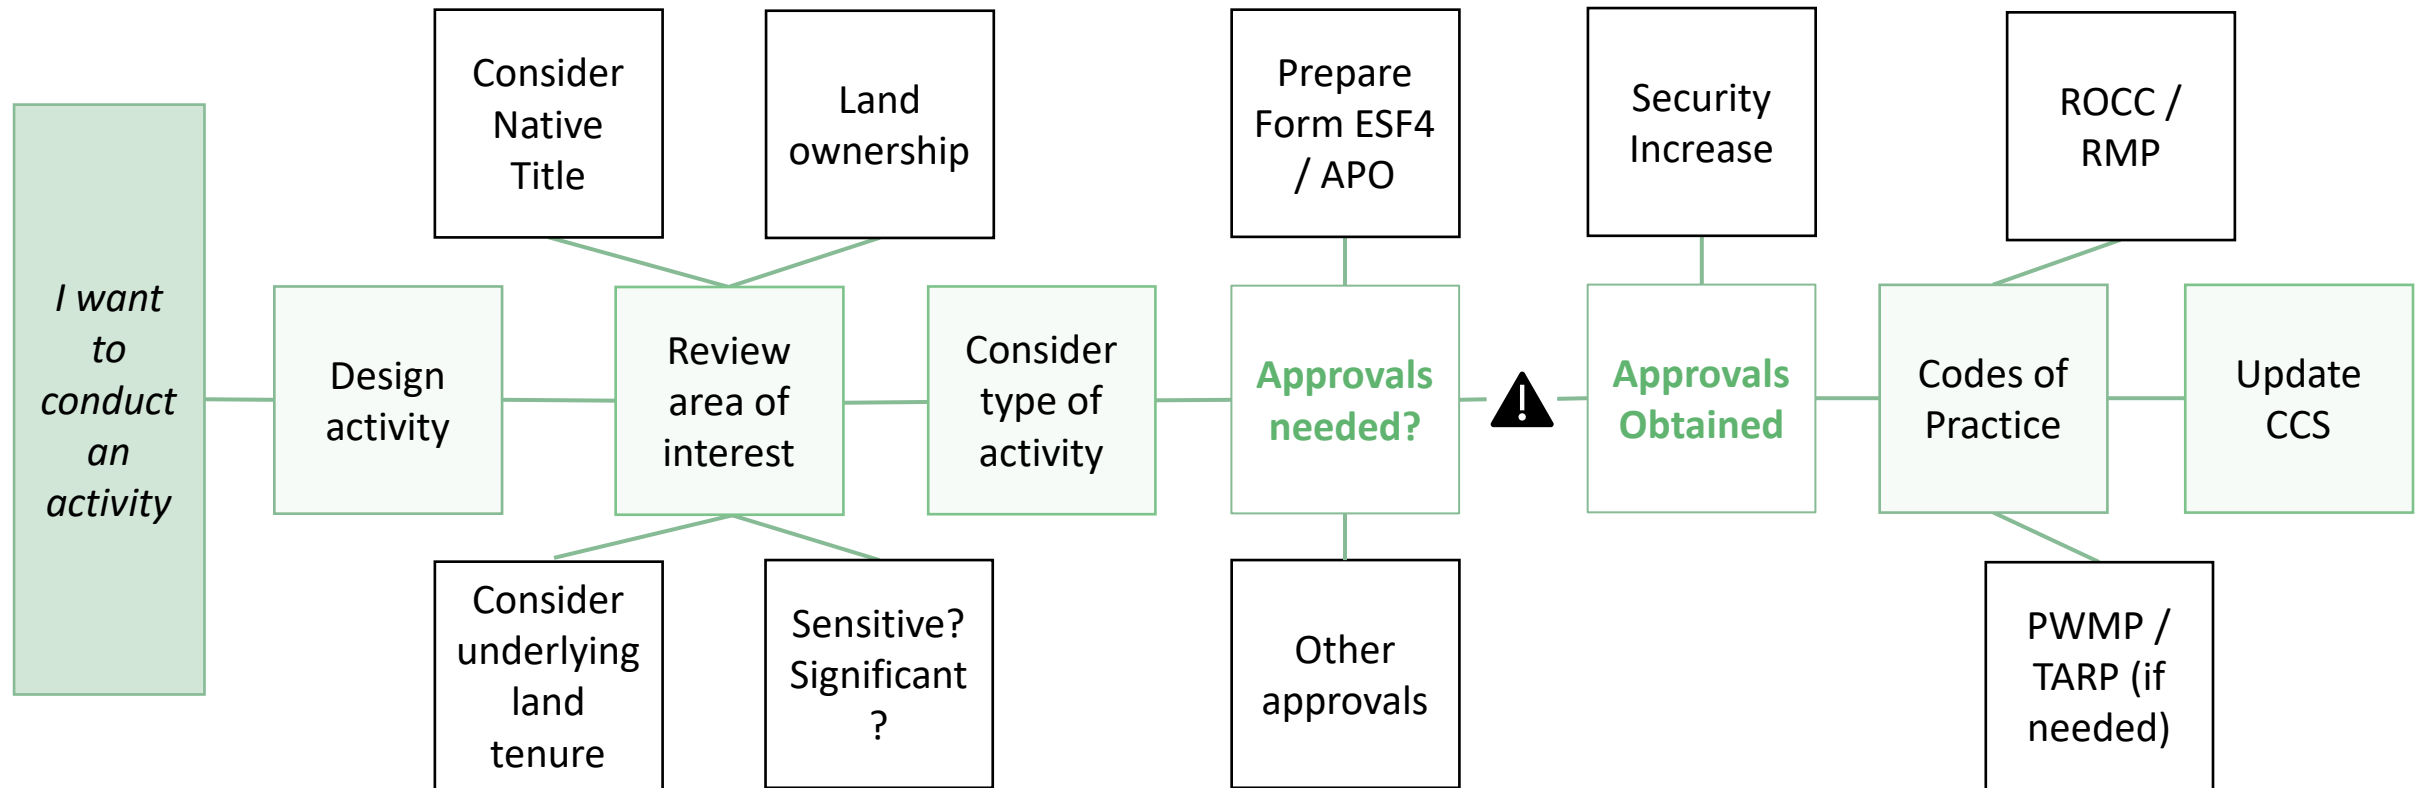 Consider
Native
Title
Land
ownership
Prepare
Form ESF4
/ APO
Security
Increase
ROCC /
RMP
I want
to
conduct
an
activity
Design
activity
Review
area of
interest
Consider
type of
activity
Approvals
needed?
Approvals
Obtained
Codes of
Practice
Update
CCS
Consider
underlying
land
tenure
Sensitive?
Significant
?
Other
approvals
PWMP /
TARP (if
needed)